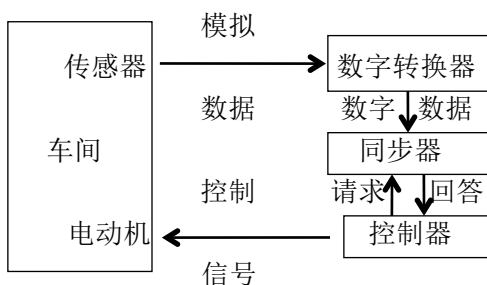 模拟
传感器 数字转换器
数据 数字 数据
车间 同步器
控制 请求 回答
电动机 控制器
信号